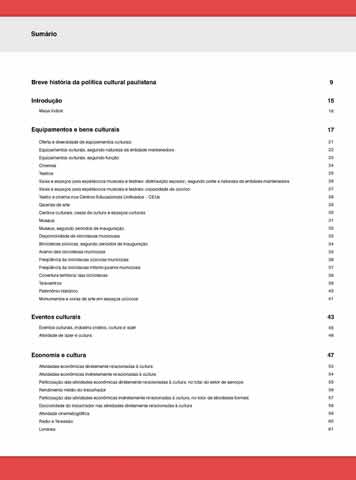 Sumário
Breve história da política cultural paulistana 9
Introdução 15
Mapa índice 16
Equipamentos e bens culturais 17
Oferta e diversidade de equipamentos culturais 21
Equipamentos culturais, segundo natureza da entidade mantenedora 22
Equipamentos culturais, segundo função 23
Cinemas 24
Teatros 25
Salas e espaços para espetáculos musicais e teatrais: distribuição espacial, segundo porte e natureza da entidade mantenedora 26
Salas e espaços para espetáculos musicais e teatrais: capacidade de público 27
Teatro e cinema nos Centros Educacionais Unificados - CEUs 28
Galerias de arte 29
Centros culturais, casas de cultura e espaços culturais 30
Museus 31
Museus, segundo períodos de inauguração 32
Disponibilidade de bibliotecas municipais 33
Bibliotecas públicas, segundo períodos de inauguração 34
Acervo das bibliotecas municipais 35
Freqüência às bibliotecas públicas municipais 36
Freqüência às bibliotecas infanto-juvenis municipais 37
Cobertura territorial das bibliotecas 38
Telecentros 39
Patrimônio histórico 40
Monumentos e obras de arte em espaços públicos 41
Eventos culturais 43
Eventos culturais, indústria criativa, cultura e lazer 45
Atividade de lazer e cultura 46
Economia e cultura 47
Atividades econômicas diretamente relacionadas à cultura 53
Atividades econômicas indiretamente relacionadas à cultura 54
Participação das atividades econômicas diretamente relacionadas à cultura, no total do setor de serviços 55
Rendimento médio do trabalhador 56
Participação das atividades econômicas indiretamente relacionadas à cultura, no total de atividades formais 57
Escolaridade do trabalhador nas atividades diretamente relacionadas à cultura 58
Atividade cinematográfica 59
Rádio e Televisão 60
Livrarias 61